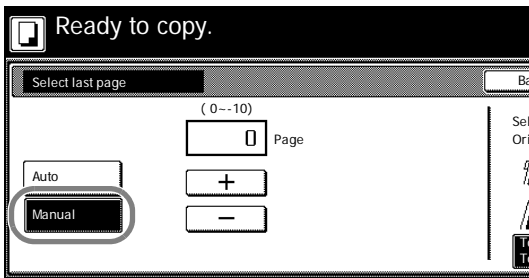 Ready to copy.
Select last page
Ba
( 0~-10)
0 Page
Sel
Ori
Auto
+
Manual
−